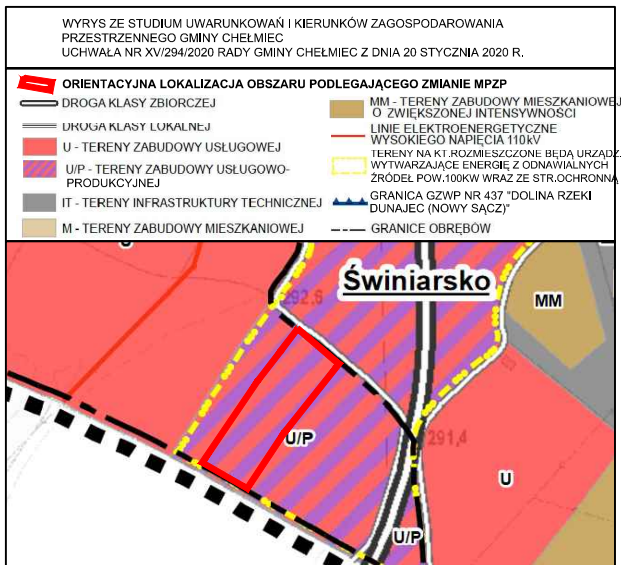 WYRYS ZE STUDIUM UWARUNKOWAŃ I KIERUNKÓW ZAGOSPODAROWANIA
PRZESTRZENNEGO GMINY CHEŁMIEC
UCHWAŁA NR XV/294/2020 RADY GMINY CHEŁMIEC Z DNIA 20 STYCZNIA 2020 R.
ORIENTACYJNA LOKALIZACJA OBSZARU PODLEGAJĄCEGO ZMIANIE MPZP
DROGA KLASY ZBIORCZEJ
DROGA KLASY LOKALNEJ
U - TERENY ZABUDOWY USŁUGOWEJ
U/P - TERENY ZABUDOWY USŁUGOWO-
PRODUKCYJNEJ
IT - TERENY INFRASTRUKTURY TECHNICZNEJ
M - TERENY ZABUDOWY MIESZKANIOWEJ
MM - TERENY ZABUDOWY MIESZKANIOWEJ
O ZWIĘKSZONEJ INTENSYWNOŚCI
LINIE ELEKTROENERGETYCZNE
WYSOKIEGO NAPIĘCIA 110kV
TERENY NA KT.ROZMIESZCZONE BĘDĄ URZĄDZ.
WYTWARZAJĄCE ENERGIĘ Z ODNAWIALNYCH
ŹRÓDEŁ POW.100KW WRAZ ZE STR.OCHRONNĄ
GRANICA GZWP NR 437 "DOLINA RZEKI
DUNAJEC (NOWY SĄCZ)"
GRANICE OBRĘBÓW
Świniarsko
292,6
MM
U/P
291,4
U
U/P